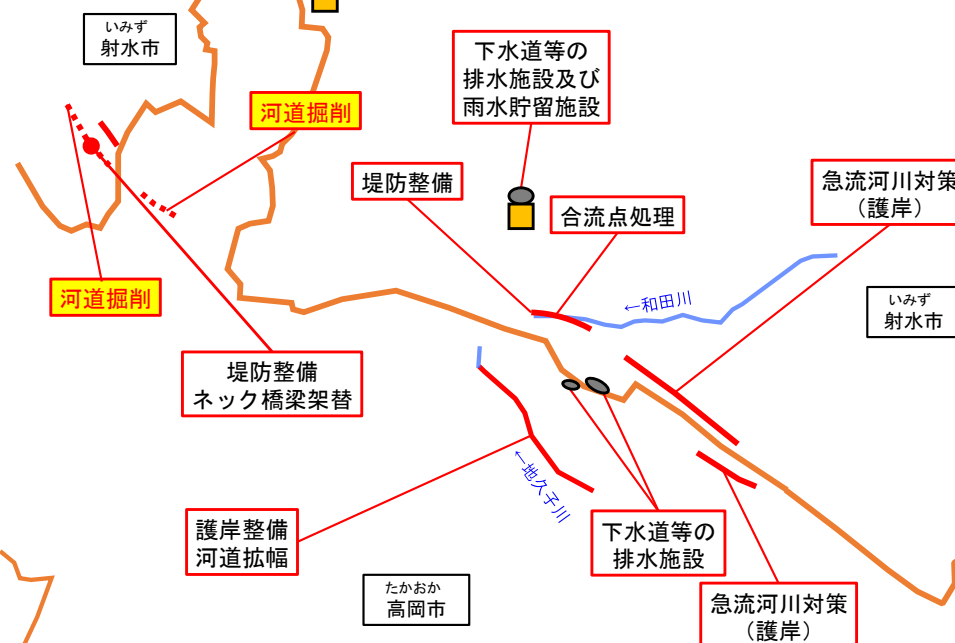 いみず
射水市
河道掘削
下水道等の
排水施設及び
雨水貯留施設
堤防整備
合流点処理
急流河川対策
（護岸）
河道掘削
←和田川
いみず
射水市
堤防整備
ネック橋梁架替
←地久子川
護岸整備
河道拡幅
下水道等の
排水施設
たかおか
高岡市
急流河川対策
（護岸）